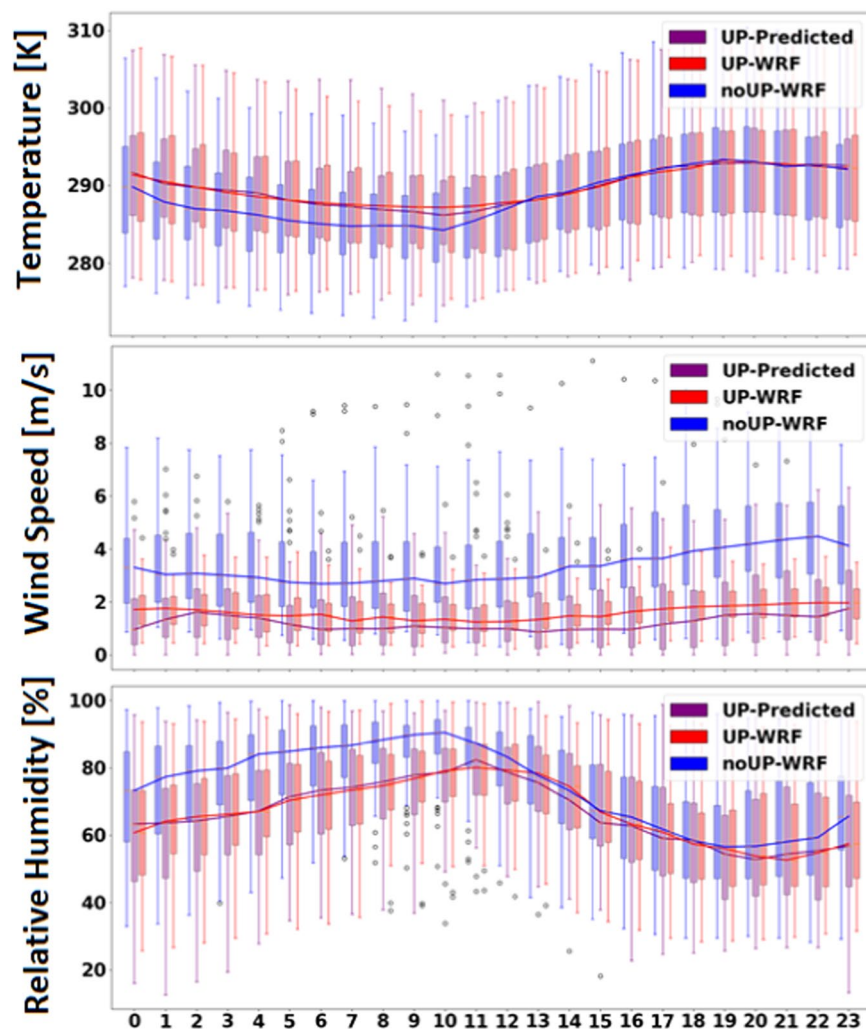 Temperature [K]
310
300
290
280
UP-Predicted
UP-WRF
noUP-WRF
Wind Speed [m/s]
10
8
6
4
2
0
UP-Predicted
UP-WRF
noUP-WRF
Relative Humidity [%]
100
80
60
40
20
UP-Predicted
UP-WRF
noUP-WRF
0 1 2 3 4 5 6 7 8 9 10 11 12 13 14 15 16 17 18 19 20 21 22 23